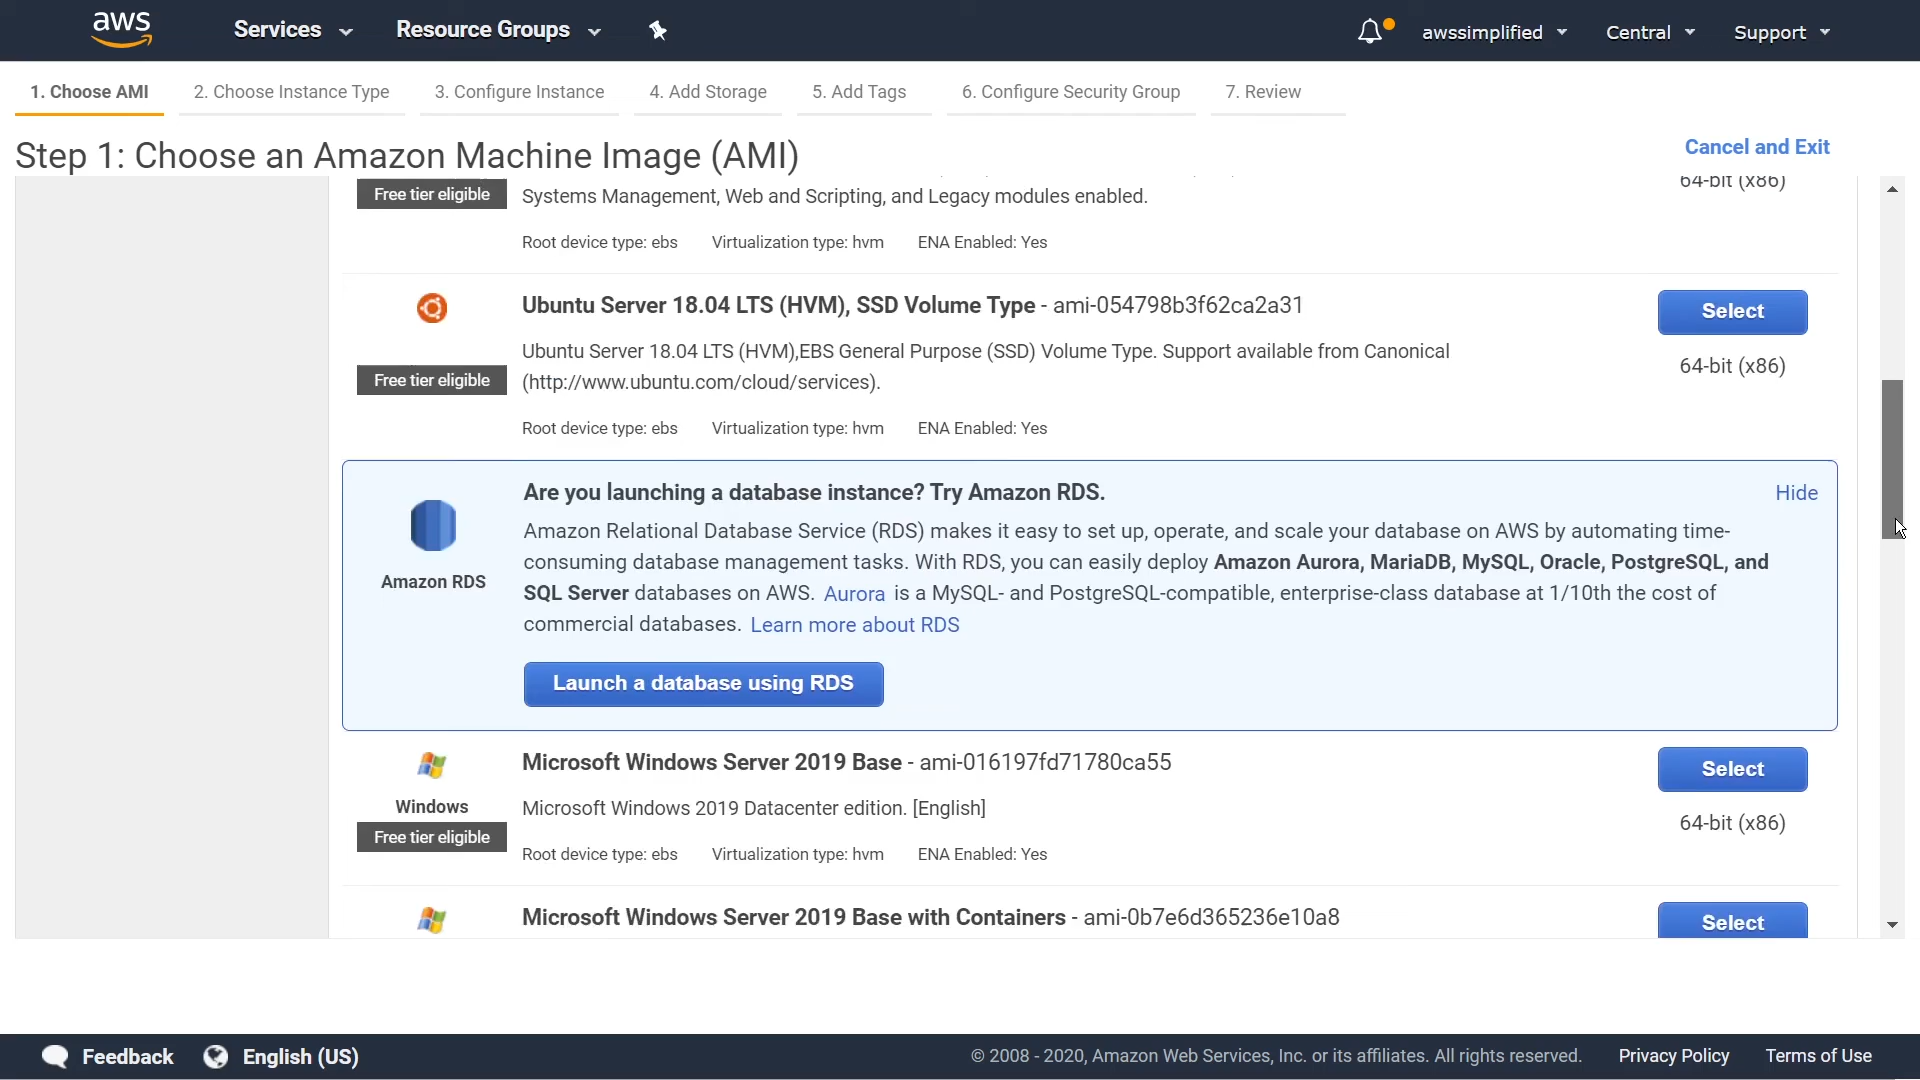 aws Services Resource Groups awssimplified Central Support
1. Choose AMI 2. Choose Instance Type 3. Configure Instance 4. Add Storage 5. Add Tags 6. Configure Security Group 7. Review
Step 1: Choose an Amazon Machine Image (AMI)
Cancel and Exit
Free tier eligible
Systems Management, Web and Scripting, and Legacy modules enabled.
64-bit (x86)
Root device type: ebs Virtualization type: hvm ENA Enabled: Yes
Ubuntu Server 18.04 LTS (HVM), SSD Volume Type - ami-054798b3f62ca2a31
Select
Ubuntu Server 18.04 LTS (HVM),EBS General Purpose (SSD) Volume Type. Support available from Canonical
64-bit (x86)
Free tier eligible
(http://www.ubuntu.com/cloud/services).
Root device type: ebs Virtualization type: hvm ENA Enabled: Yes
Are you launching a database instance? Try Amazon RDS.
Hide
Amazon Relational Database Service (RDS) makes it easy to set up, operate, and scale your database on AWS by automating time-
consuming database management tasks. With RDS, you can easily deploy Amazon Aurora, MariaDB, MySQL, Oracle, PostgreSQL, and
Amazon RDS
SQL Server databases on AWS. Aurora is a MySQL- and PostgreSQL-compatible, enterprise-class database at 1/10th the cost of
commercial databases. Learn more about RDS
Launch a database using RDS
Microsoft Windows Server 2019 Base - ami-016197fd71780ca55
Select
Windows
Microsoft Windows 2019 Datacenter edition. [English]
64-bit (x86)
Free tier eligible
Root device type: ebs Virtualization type: hvm ENA Enabled: Yes
Microsoft Windows Server 2019 Base with Containers - ami-0b7e6d365236e10a8
Select
Feedback English (US) © 2008 - 2020, Amazon Web Services, Inc. or its affiliates. All rights reserved. Privacy Policy Terms of Use